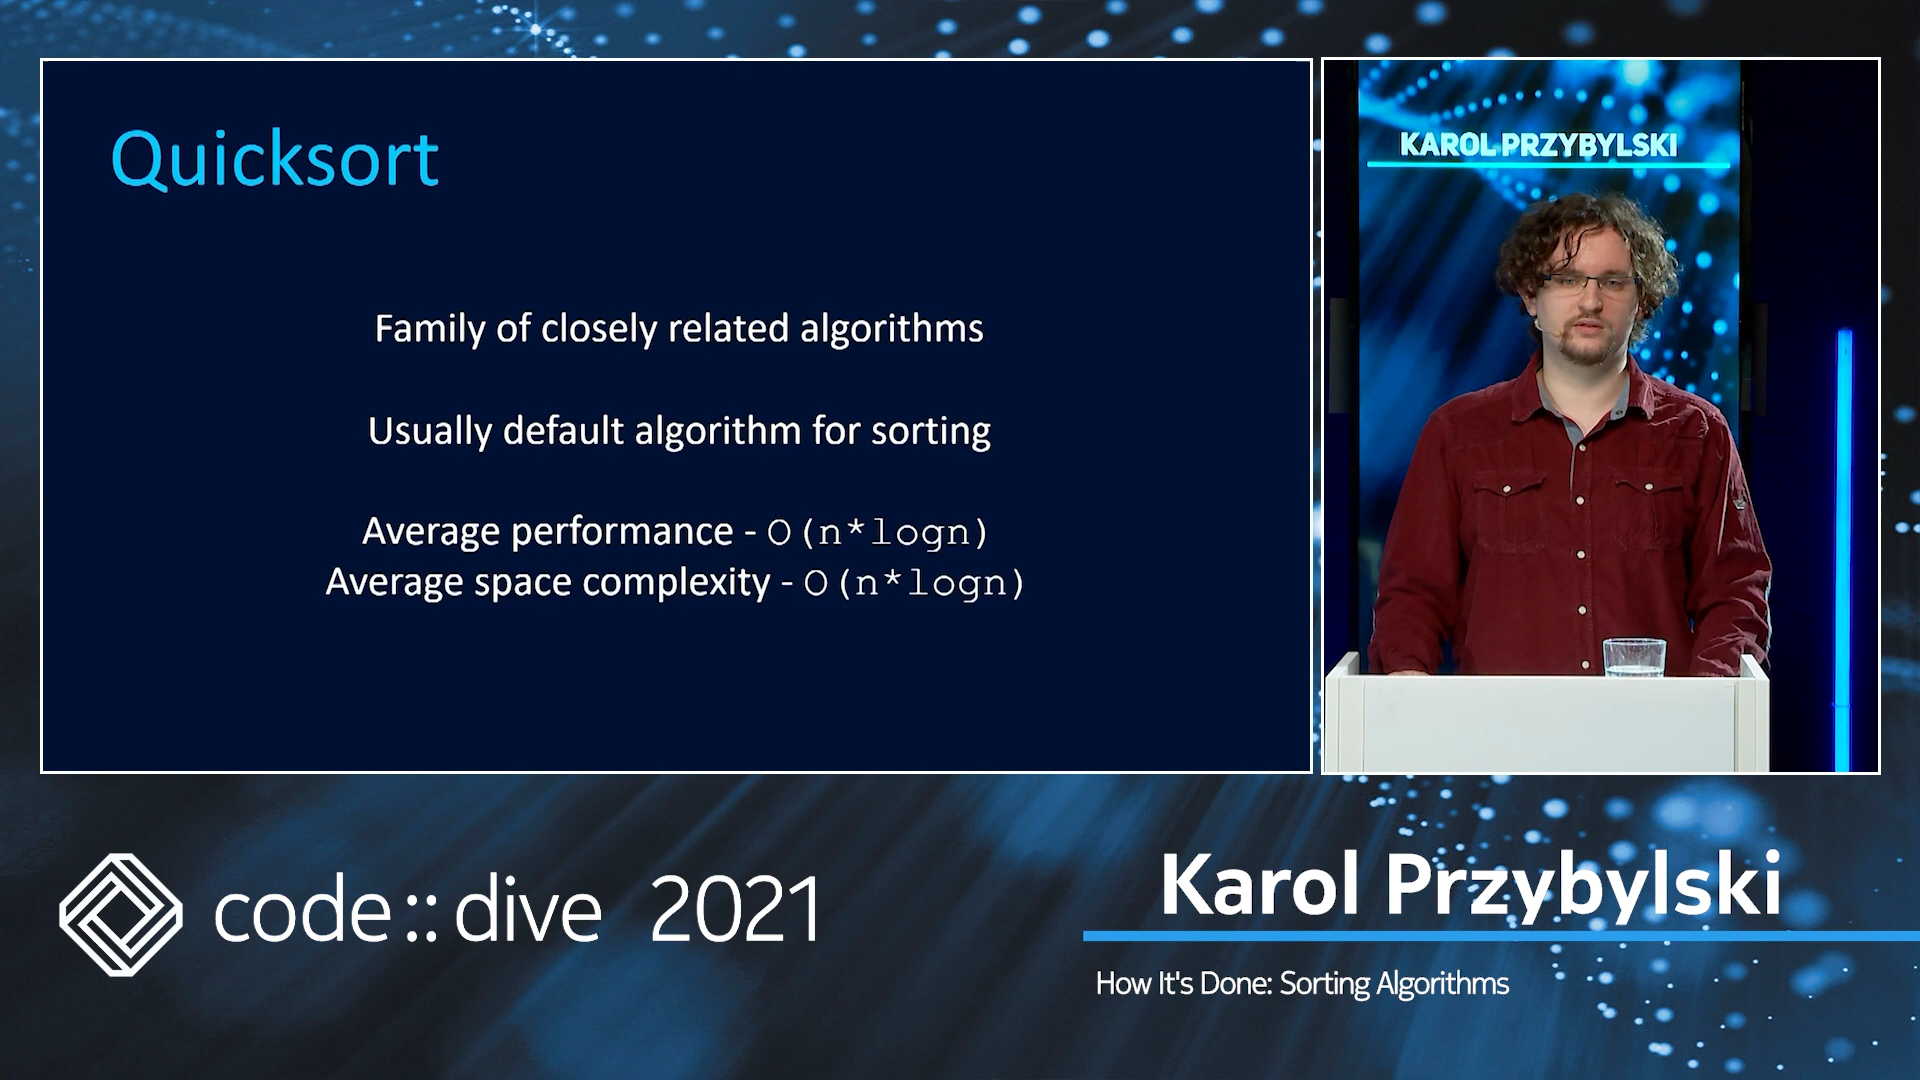 Quicksort
Family of closely related algorithms
Usually default algorithm for sorting
Average performance - O(n*logn)
Average space complexity - O(n*logn)
KAROL PRZYBYLSKI
code::dive 2021
Karol Przybylski
How It's Done: Sorting Algorithms